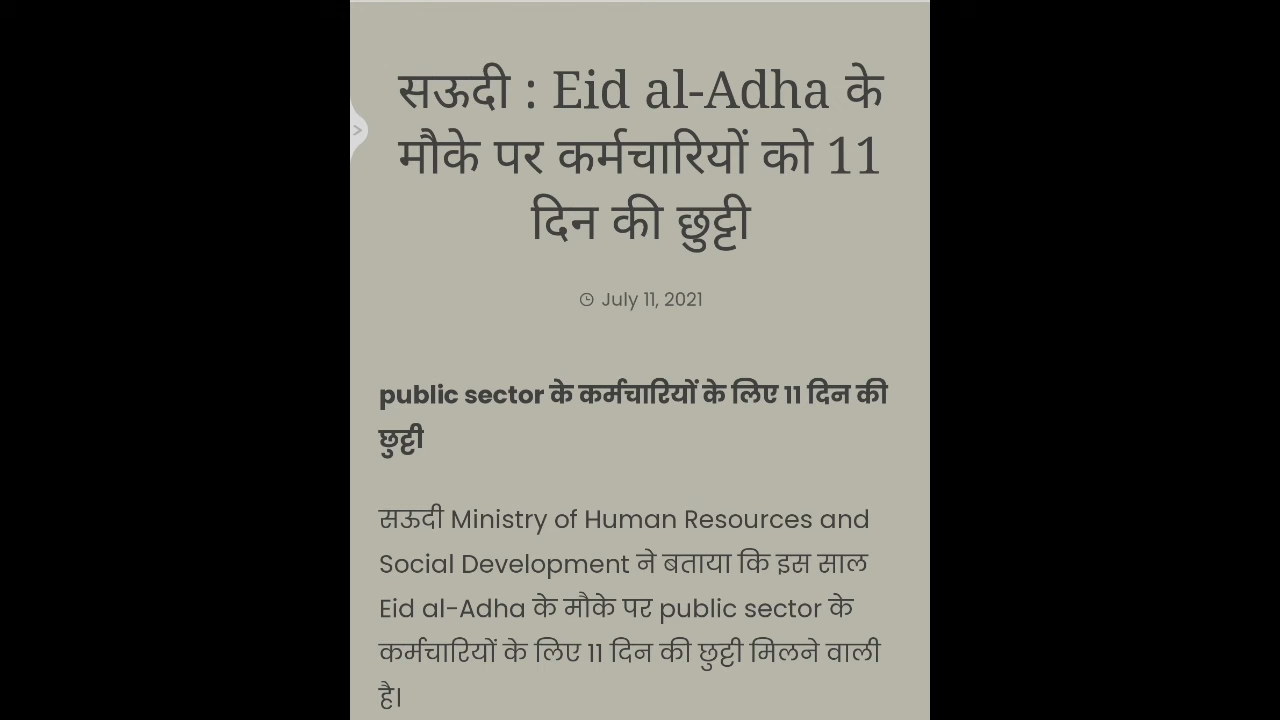 सऊदी : Eid al-Adha के
मौके पर कर्मचारियों को 11
दिन की छुट्टी
July 11, 2021
public sector के कर्मचारियों के लिए 11 दिन की
छुट्टी
सऊदी Ministry of Human Resources and
Social Development ने बताया कि इस साल
Eid al-Adha के मौके पर public sector के
कर्मचारियों के लिए 11 दिन की छुट्टी मिलने वाली
है।